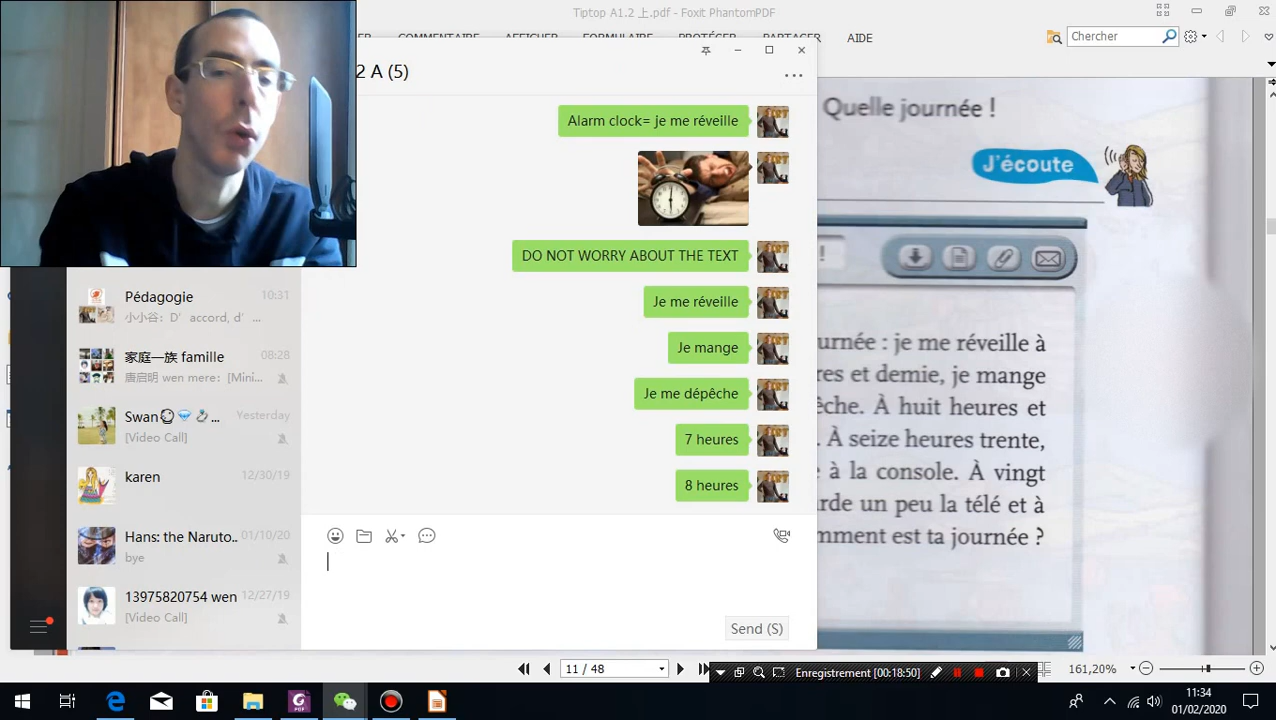 Tiptop A1.2 上.pdf - Foxit PhantomPDF
COMMENTAIRE AFFICHER FORMULAIRE PROTÉGER PARTAGER AIDE
Chercher
2 A (5)
Alarm clock= je me réveille
DO NOT WORRY ABOUT THE TEXT
Je me réveille
Je mange
Je me dépêche
7 heures
8 heures
Send (S)
Pédagogie 10:31
小小谷：D' accord, d' ...
家庭一族 famille 08:28
唐启明 wen mere：[Mini...
Swan ... Yesterday
[Video Call]
karen 12/30/19
Hans: the Naruto.. 01/10/20
bye
13975820754 wen 12/27/19
[Video Call]
Quelle journée !
J'écoute
!
urnée : je me réveille à
res et demie, je mange
êche. À huit heures et
. À seize heures trente,
e à la console. À vingt
rde un peu la télé et à
mment est ta journée ?
11 / 48
Enregistrement [00:18:50]
161,20%
11:34
01/02/2020